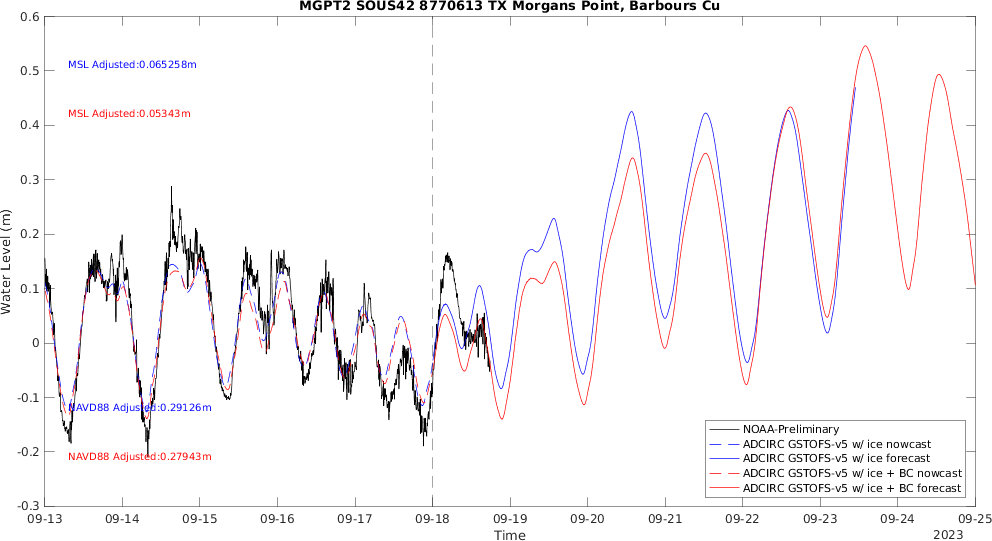 MGPT2 SOUS42 8770613 TX Morgans Point, Barbours Cu
0.6
0.5
0.4
0.3
0.2
0.1
0
-0.1
-0.2
-0.3
Water Level (m)
MSL Adjusted:0.065258m
MSL Adjusted:0.05343m
NAVD88 Adjusted:0.29126m
NAVD88 Adjusted:0.27943m
NOAA-Preliminary
ADCIRC GSTOFS-v5 w/ ice nowcast
ADCIRC GSTOFS-v5 w/ ice forecast
ADCIRC GSTOFS-v5 w/ ice + BC nowcast
ADCIRC GSTOFS-v5 w/ ice + BC forecast
09-13 09-14 09-15 09-16 09-17 09-18 09-19 09-20 09-21 09-22 09-23 09-24 09-25
Time
2023